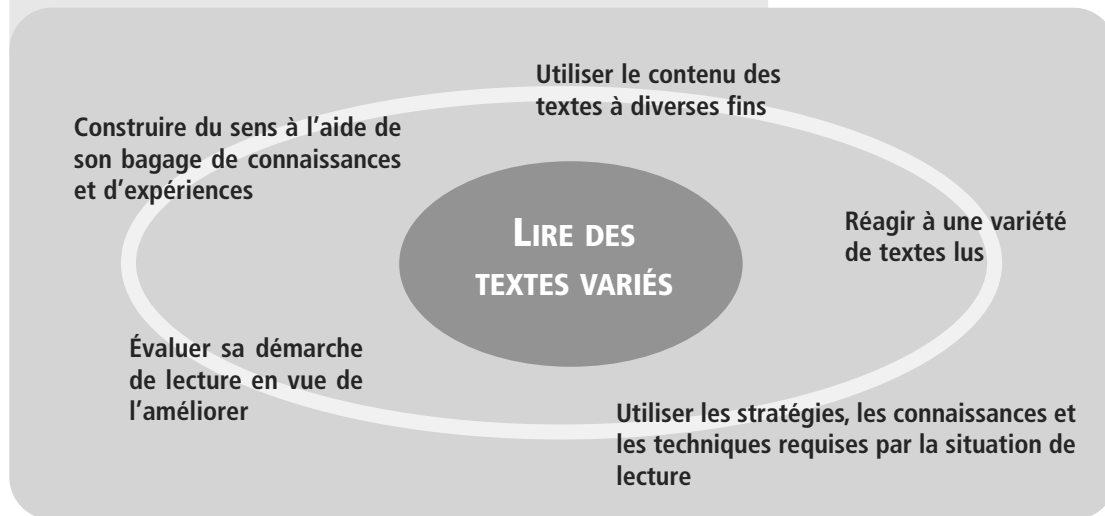 Utiliser le contenu des
textes à diverses fins
Construire du sens à l’aide de
son bagage de connaissances
et d’expériences
LIRE DES
TEXTES VARIÉS
Réagir à une variété
de textes lus
Évaluer sa démarche
de lecture en vue de
l’améliorer
Utiliser les stratégies, les connaissances et
les techniques requises par la situation de
lecture